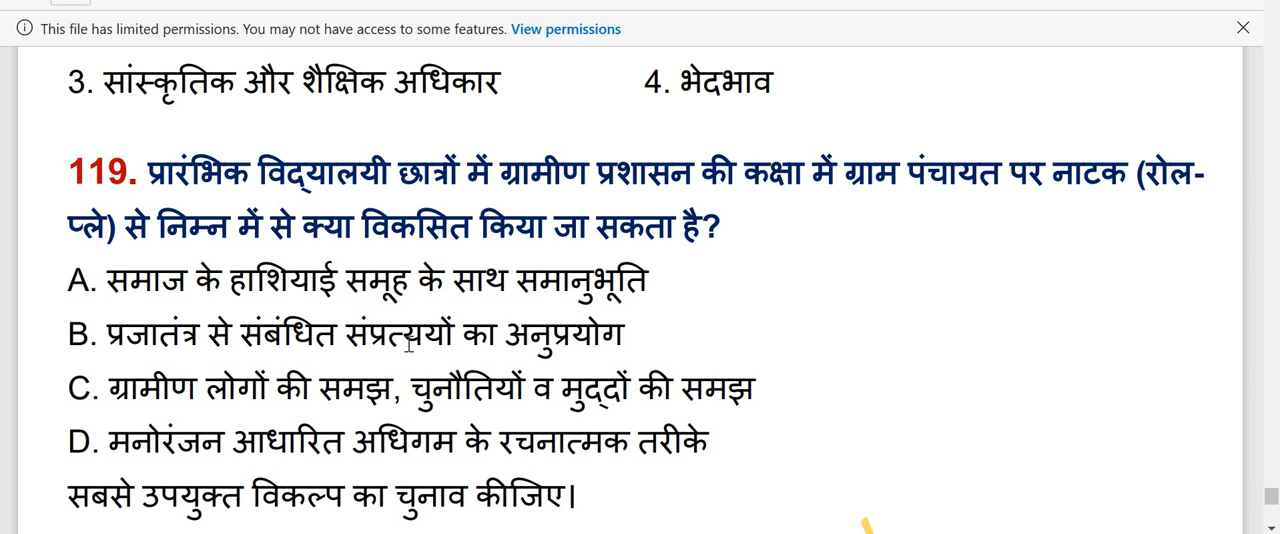 This file has limited permissions. You may not have access to some features. View permissions
3. सांस्कृतिक और शैक्षिक अधिकार 4. भेदभाव
119. प्रारंभिक विद्यालयी छात्रों में ग्रामीण प्रशासन की कक्षा में ग्राम पंचायत पर नाटक (रोल-
प्ले) से निम्न में से क्या विकसित किया जा सकता है?
A. समाज के हाशियाई समूह के साथ समानुभूति
B. प्रजातंत्र से संबंधित संप्रत्ययों का अनुप्रयोग
C. ग्रामीण लोगों की समझ, चुनौतियों व मुद्दों की समझ
D. मनोरंजन आधारित अधिगम के रचनात्मक तरीके
सबसे उपयुक्त विकल्प का चुनाव कीजिए।